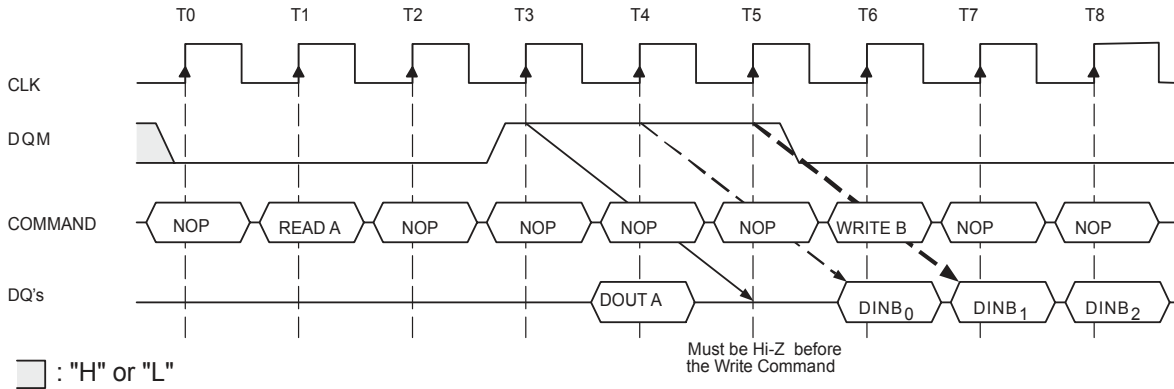 T0 T1 T2 T3 T4 T5 T6 T7 T8
CLK
DQM
COMMAND NOP READ A NOP NOP NOP NOP WRITE B NOP NOP
DQ's DOUT A DINB0 DINB1 DINB2
Must be Hi-Z before
the Write Command
: "H" or "L"